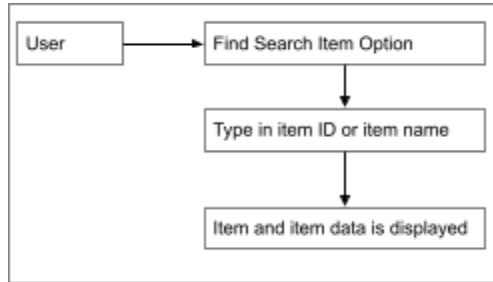 User
Find Search Item Option
Type in item ID or item name
Item and item data is displayed